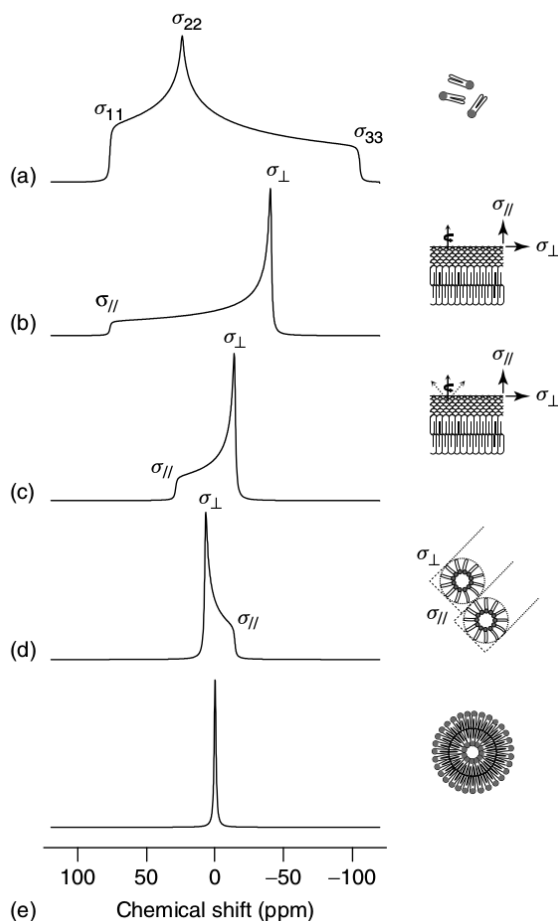 σ22
σ11
σ33
(a)
σ⊥
σ//
σ//
σ⊥
(b)
σ⊥
σ//
σ//
σ⊥
(c)
σ⊥
σ//
σ⊥
σ//
(d)
100 50 0 −50 −100
(e) Chemical shift (ppm)